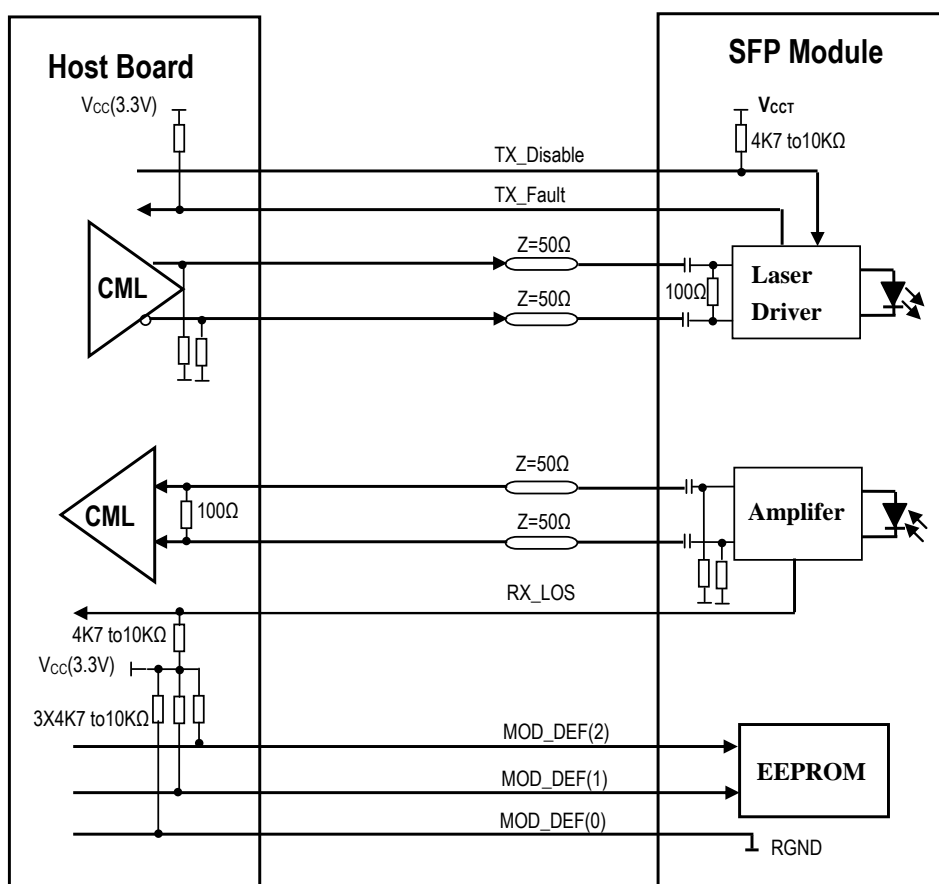 Host Board
SFP Module
VCC(3.3V)
VCCT
4K7 to10KΩ
TX_Disable
TX_Fault
Z=50Ω
CML
100Ω
Laser
Driver
Z=50Ω
Z=50Ω
CML
100Ω
Amplifer
Z=50Ω
RX_LOS
4K7 to10KΩ
VCC(3.3V)
3X4K7 to10KΩ
MOD_DEF(2)
EEPROM
MOD_DEF(1)
MOD_DEF(0)
RGND